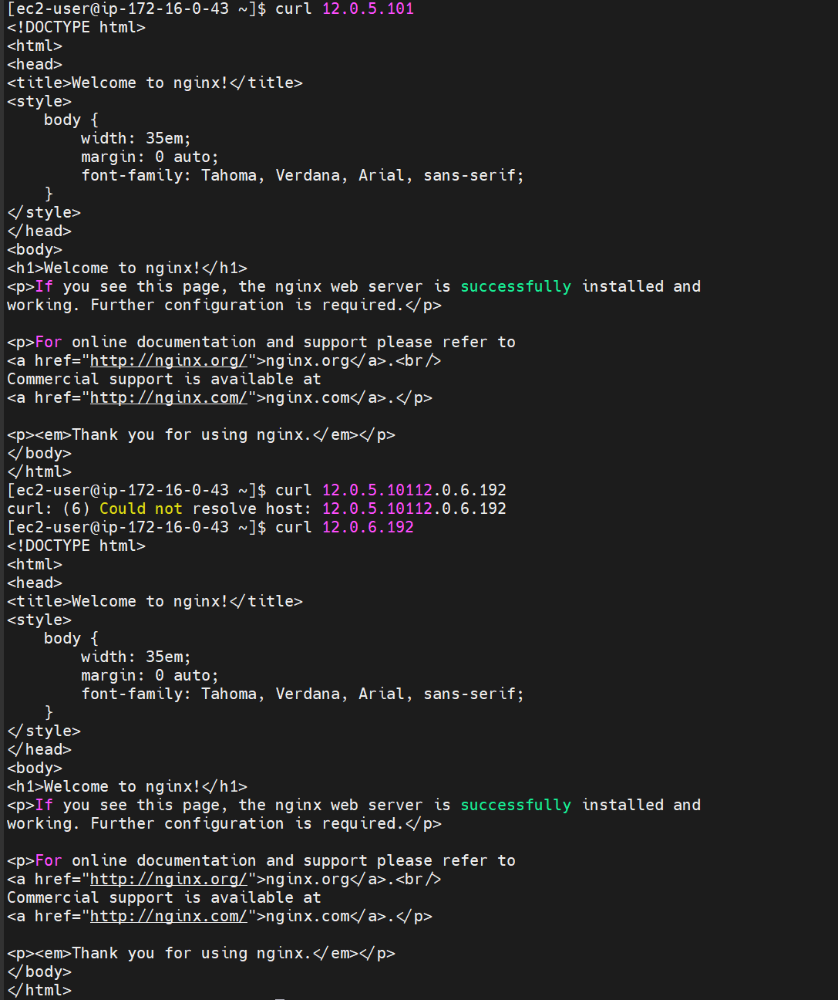 [ec2-user@ip-172-16-0-43 ~]$ curl 12.0.5.101
<!DOCTYPE html>
<html>
<head>
<title>Welcome to nginx!</title>
<style>
    body {
        width: 35em;
        margin: 0 auto;
        font-family: Tahoma, Verdana, Arial, sans-serif;
    }
</style>
</head>
<body>
<h1>Welcome to nginx!</h1>
<p>If you see this page, the nginx web server is successfully installed and
working. Further configuration is required.</p>

<p>For online documentation and support please refer to
<a href="http://nginx.org/">nginx.org</a>.<br/>
Commercial support is available at
<a href="http://nginx.com/">nginx.com</a>.</p>

<p><em>Thank you for using nginx.</em></p>
</body>
</html>
[ec2-user@ip-172-16-0-43 ~]$ curl 12.0.5.10112.0.6.192
curl: (6) Could not resolve host: 12.0.5.10112.0.6.192
[ec2-user@ip-172-16-0-43 ~]$ curl 12.0.6.192
<!DOCTYPE html>
<html>
<head>
<title>Welcome to nginx!</title>
<style>
    body {
        width: 35em;
        margin: 0 auto;
        font-family: Tahoma, Verdana, Arial, sans-serif;
    }
</style>
</head>
<body>
<h1>Welcome to nginx!</h1>
<p>If you see this page, the nginx web server is successfully installed and
working. Further configuration is required.</p>

<p>For online documentation and support please refer to
<a href="http://nginx.org/">nginx.org</a>.<br/>
Commercial support is available at
<a href="http://nginx.com/">nginx.com</a>.</p>

<p><em>Thank you for using nginx.</em></p>
</body>
</html>